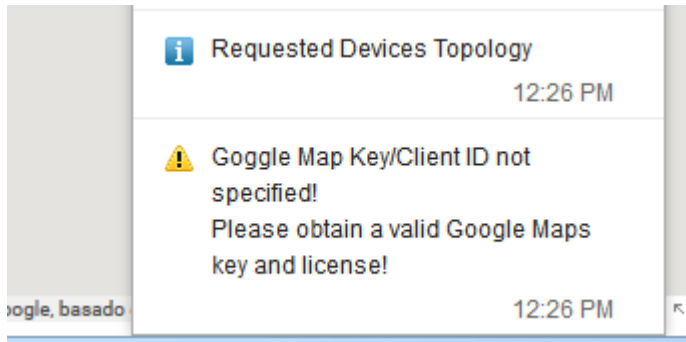 Requested Devices Topology
12:26 PM
Goggle Map Key/Client ID not
specified!
Please obtain a valid Google Maps
key and license!
12:26 PM
oogle, basado